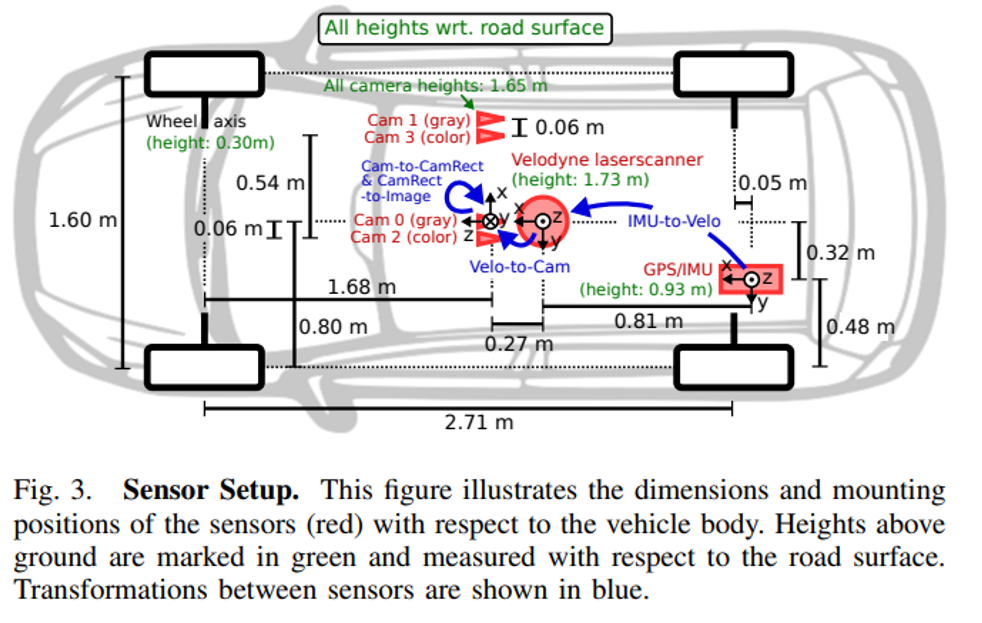 All heights wrt. road surface
All camera heights: 1.65 m
Wheel axis
(height: 0.30m)
Cam 1 (gray)
Cam 3 (color)
0.06 m
Cam-to-CamRect
& CamRect
-to-Image
Velodyne laserscanner
(height: 1.73 m)
0.54 m
0.05 m
1.60 m
0.06 m
Cam 0 (gray)
Cam 2 (color)
x
y
z
x
z
y
IMU-to-Velo
Velo-to-Cam
0.32 m
GPS/IMU
(height: 0.93 m)
x
z
y
1.68 m
0.80 m
0.27 m
0.81 m
0.48 m
2.71 m
Fig. 3. Sensor Setup. This figure illustrates the dimensions and mounting
positions of the sensors (red) with respect to the vehicle body. Heights above
ground are marked in green and measured with respect to the road surface.
Transformations between sensors are shown in blue.